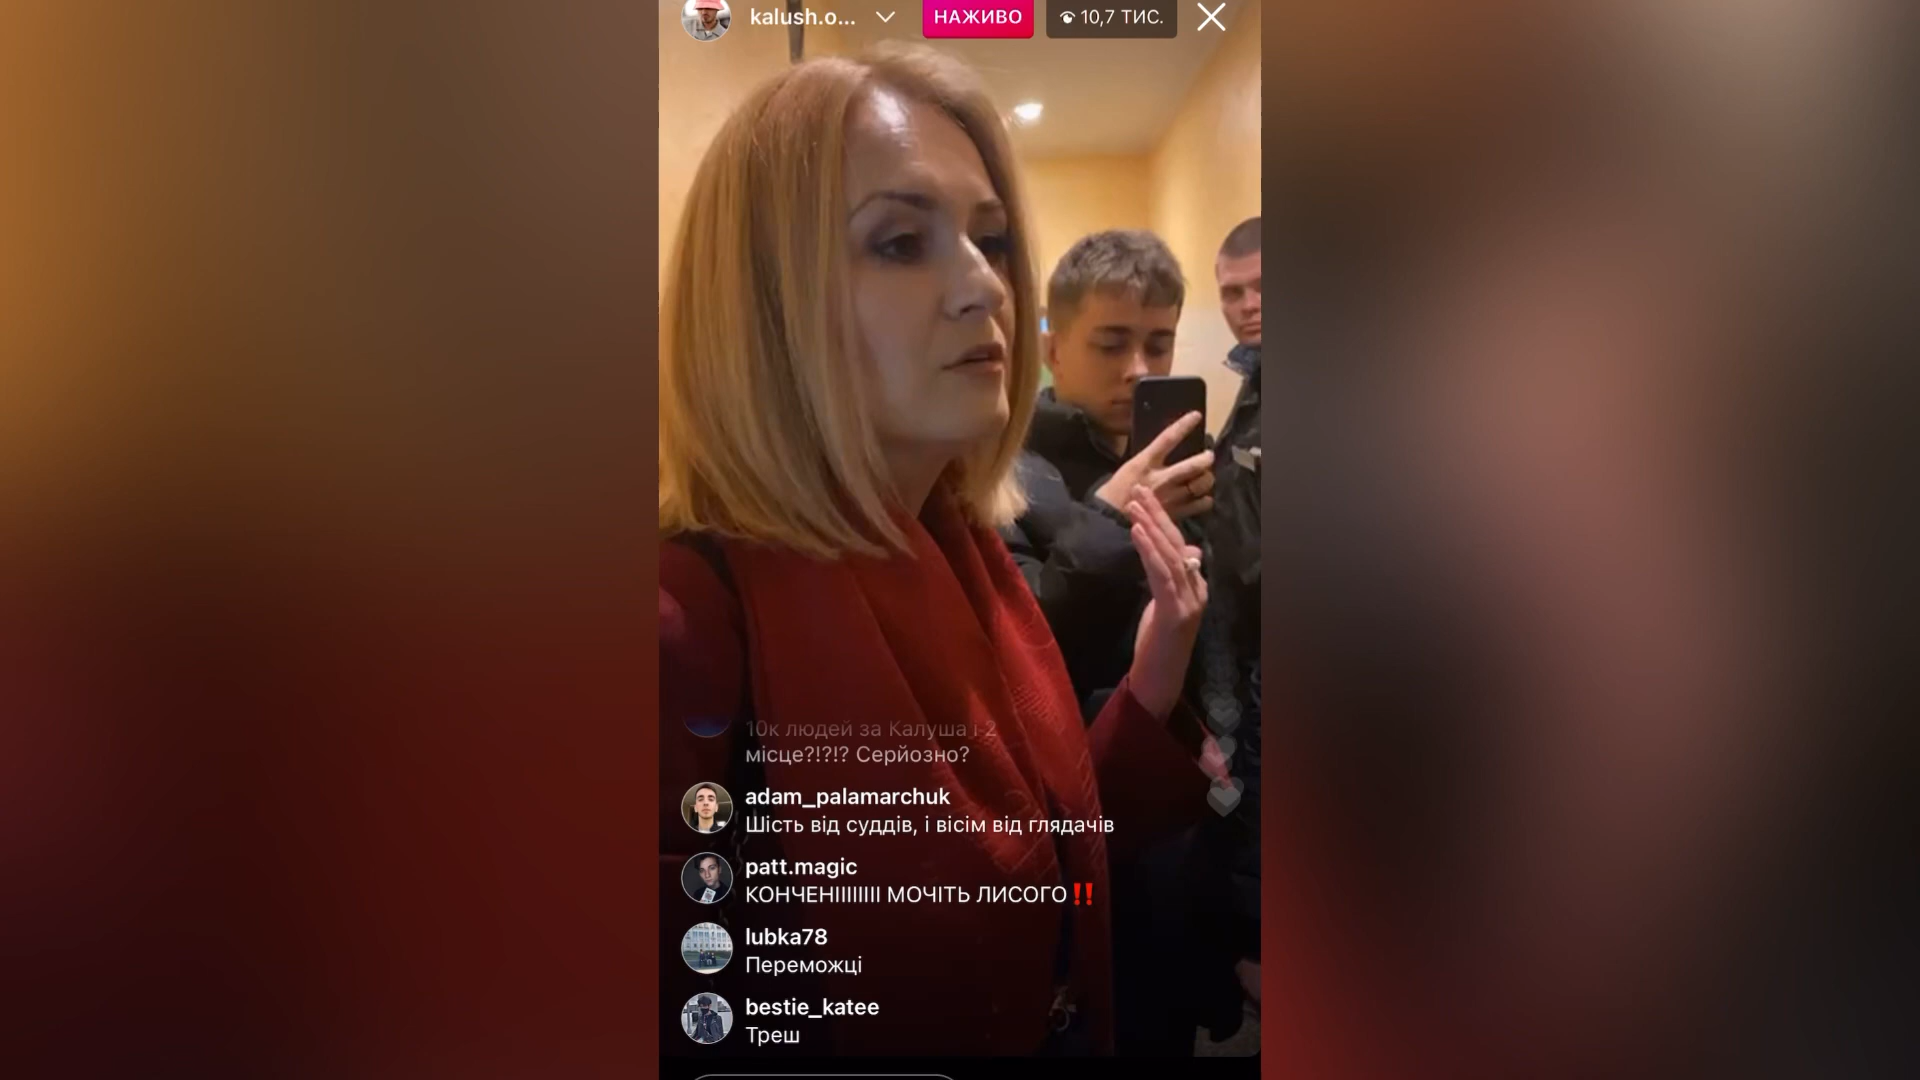 kalush.o...
НАЖИВО
10,7 ТИС.
10к людей за Калуша і 2
місце?!?!? Серйозно?
adam_palamarchuk
Шість від суддів, і вісім від глядачів
patt.magic
КОНЧЕНІІІІІІІІ МОЧІТЬ ЛИСОГО‼️
lubka78
Переможці
bestie_katee
Треш